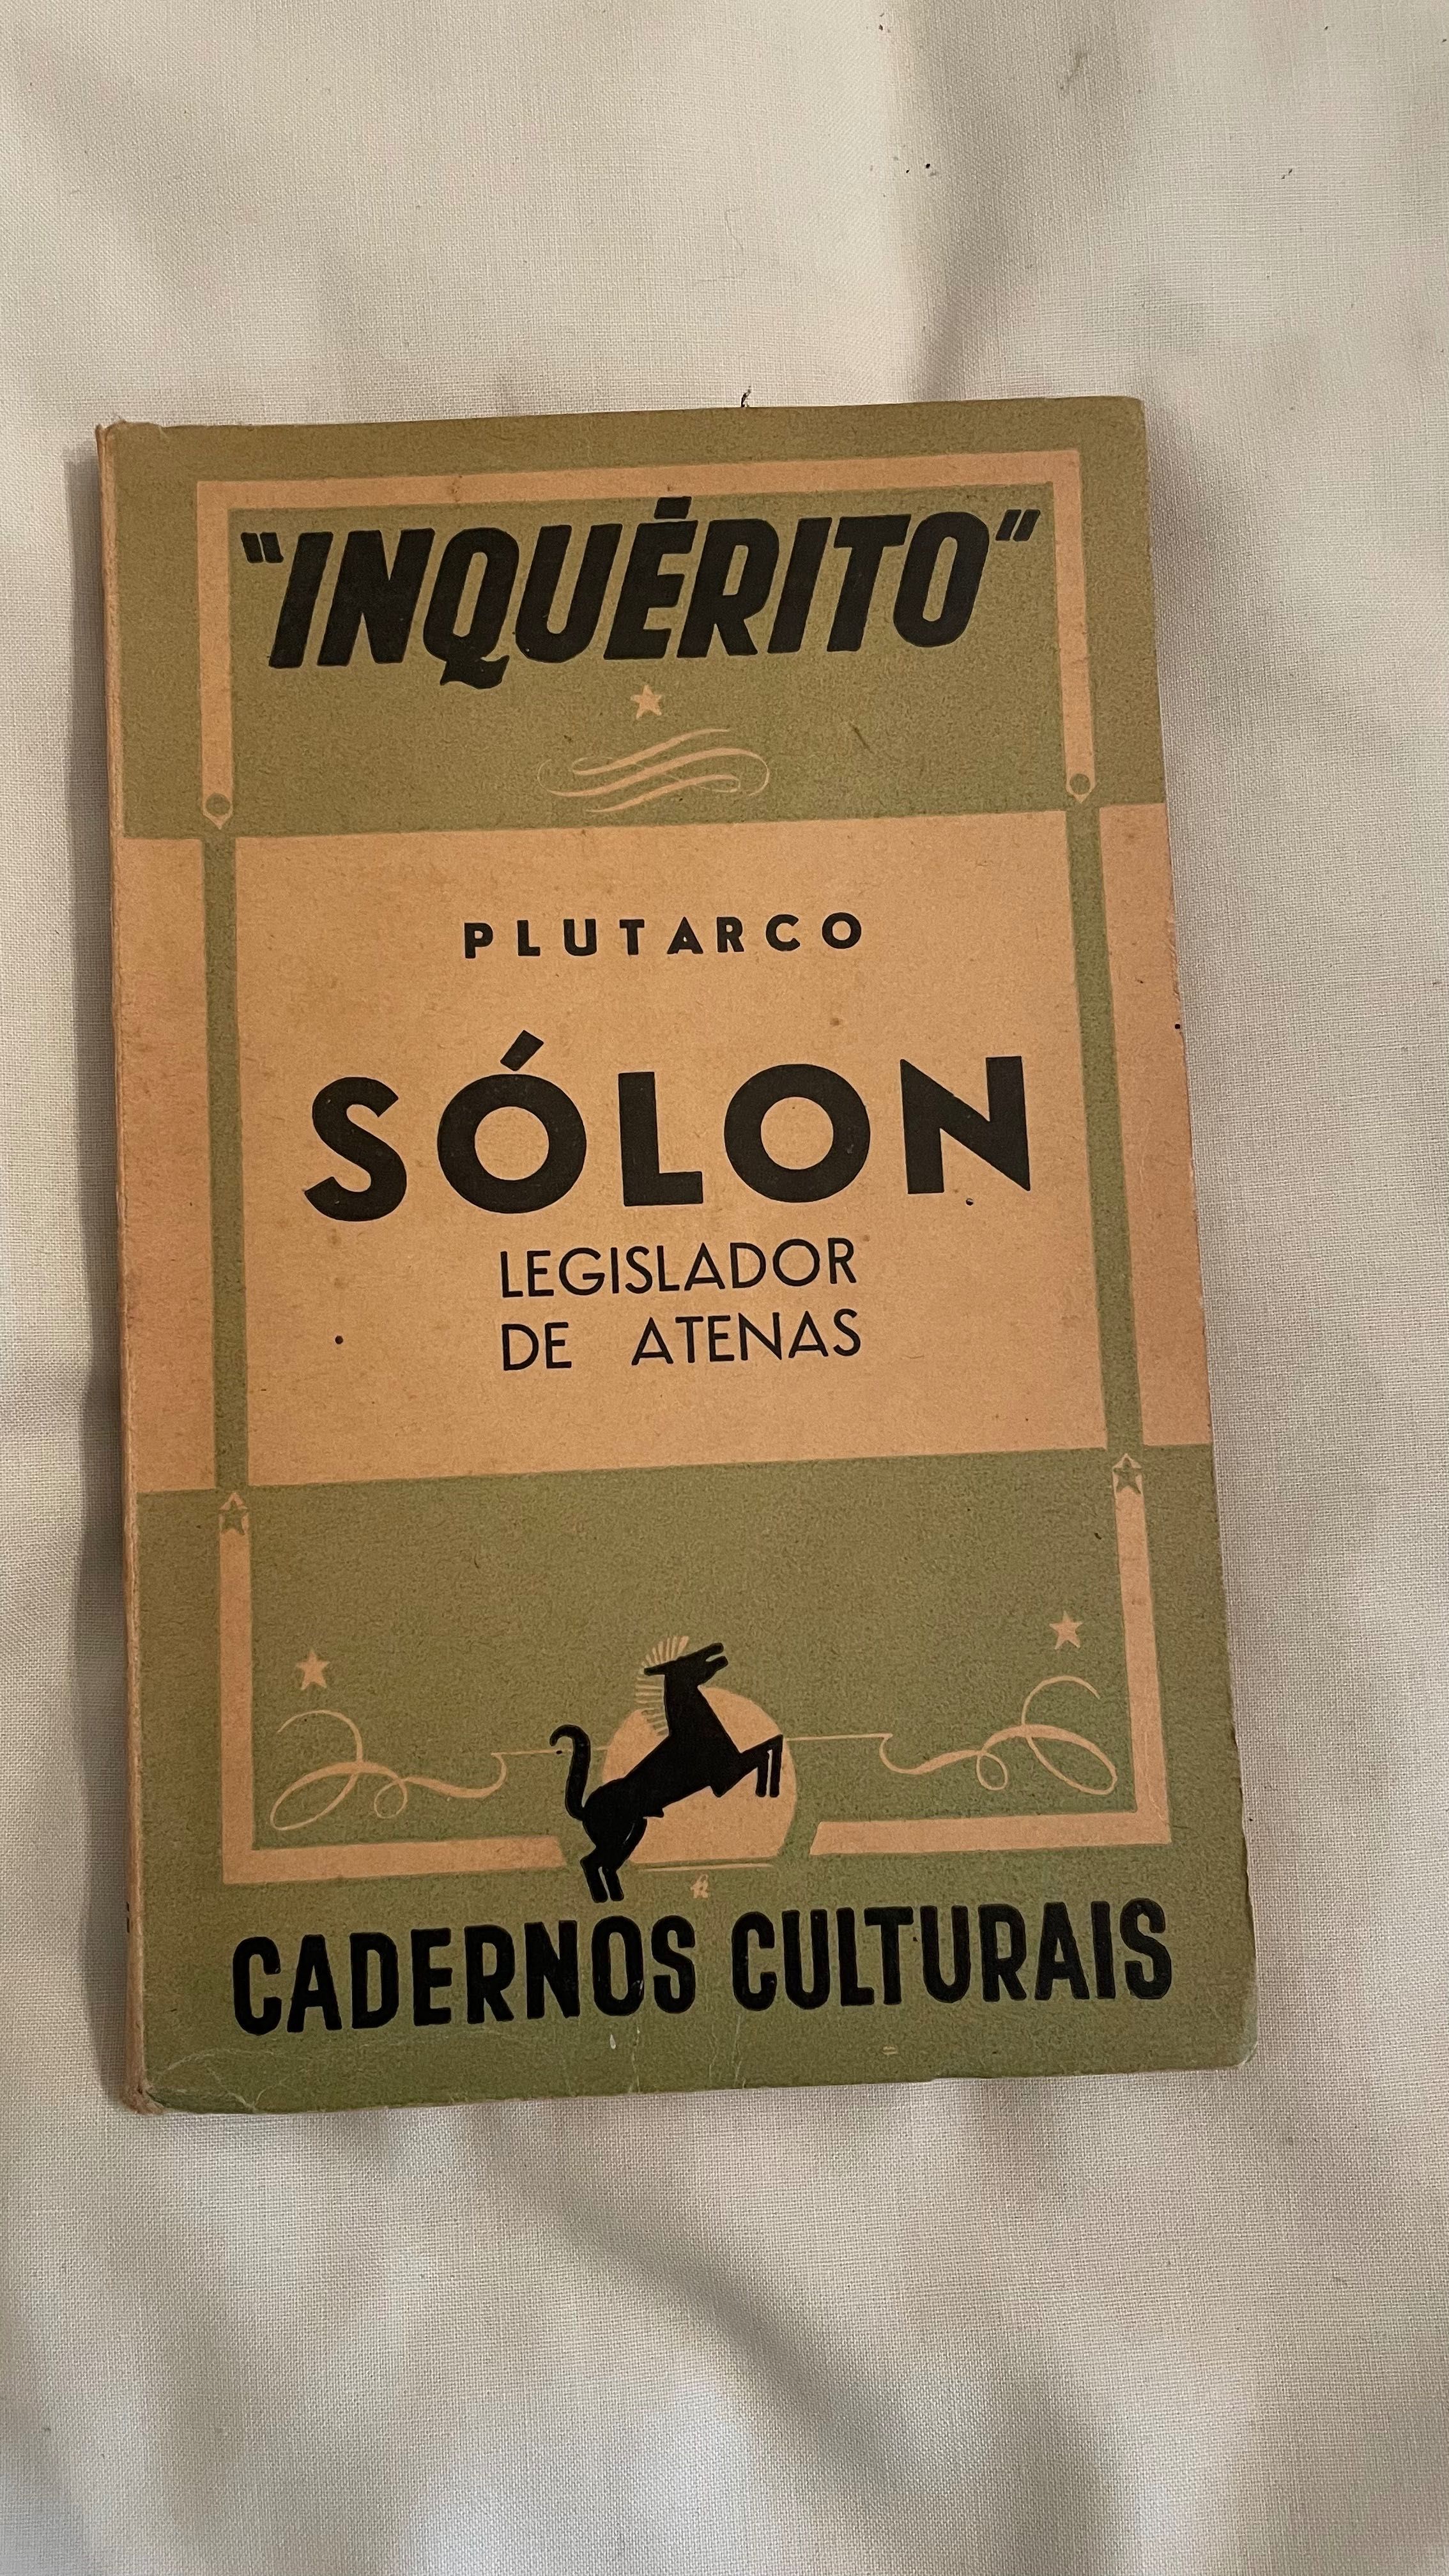 "INQUÉRITO"
PLUTARCO
SÓLON
LEGISLADOR
DE ATENAS
CADERNOS CULTURAIS